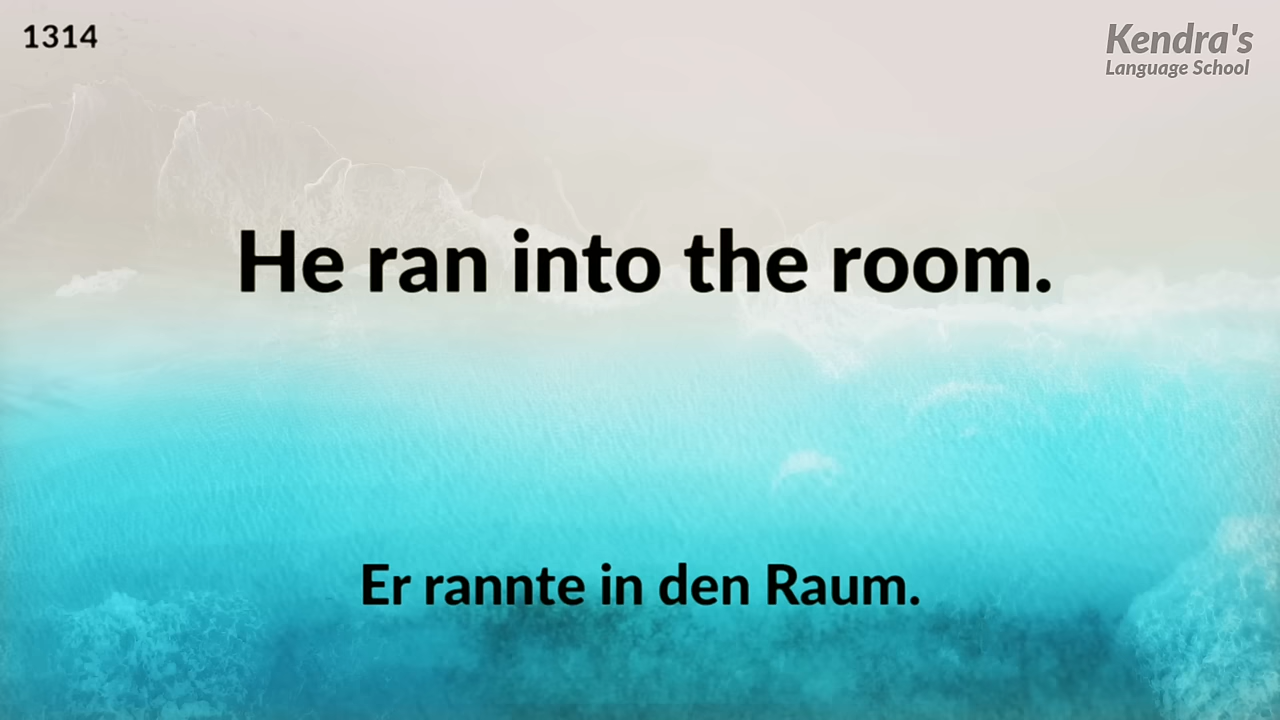 1314
Kendra's
Language School
He ran into the room.
Er rannte in den Raum.